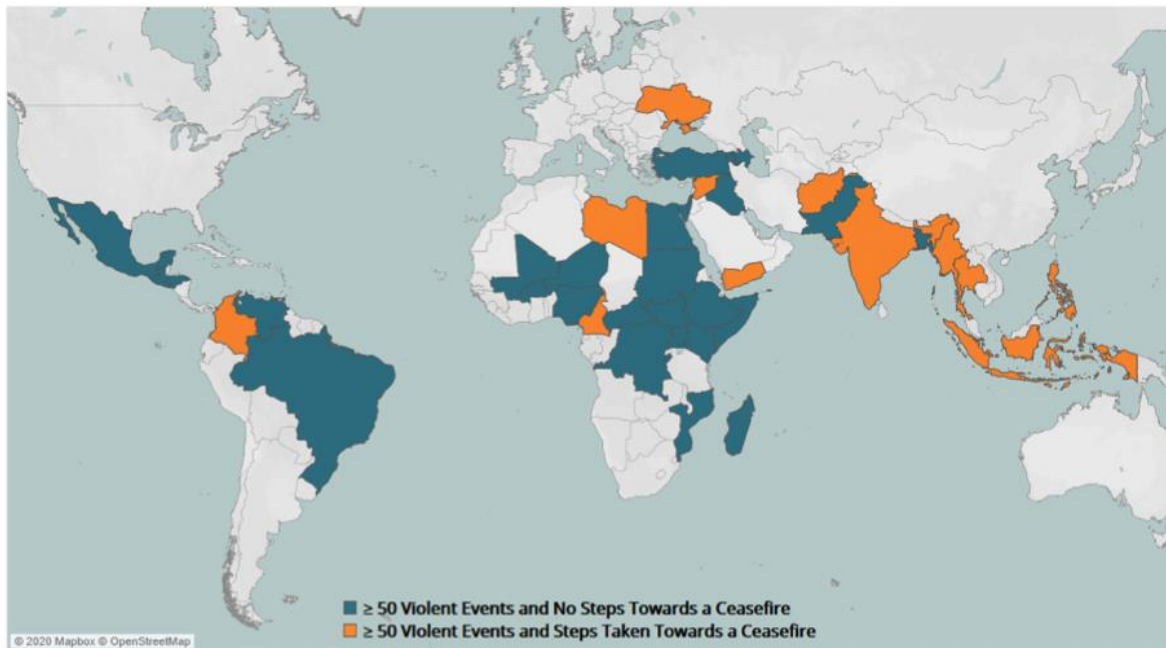 ≥ 50 Violent Events and No Steps Towards a Ceasefire
≥ 50 Violent Events and Steps Taken Towards a Ceasefire
© 2020 Mapbox © OpenStreetMap